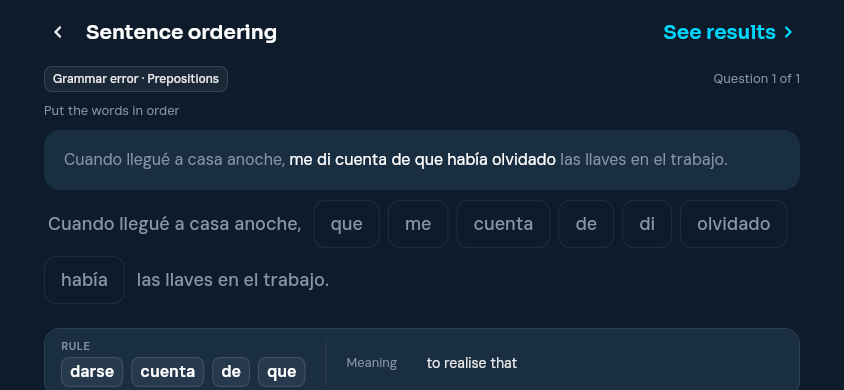 Sentence ordering
See results
Grammar error · Prepositions
Question 1 of 1
Put the words in order
Cuando llegué a casa anoche, me di cuenta de que había olvidado las llaves en el trabajo.
Cuando llegué a casa anoche, que me cuenta de di olvidado
había las llaves en el trabajo.
RULE
darse cuenta de que
Meaning to realise that